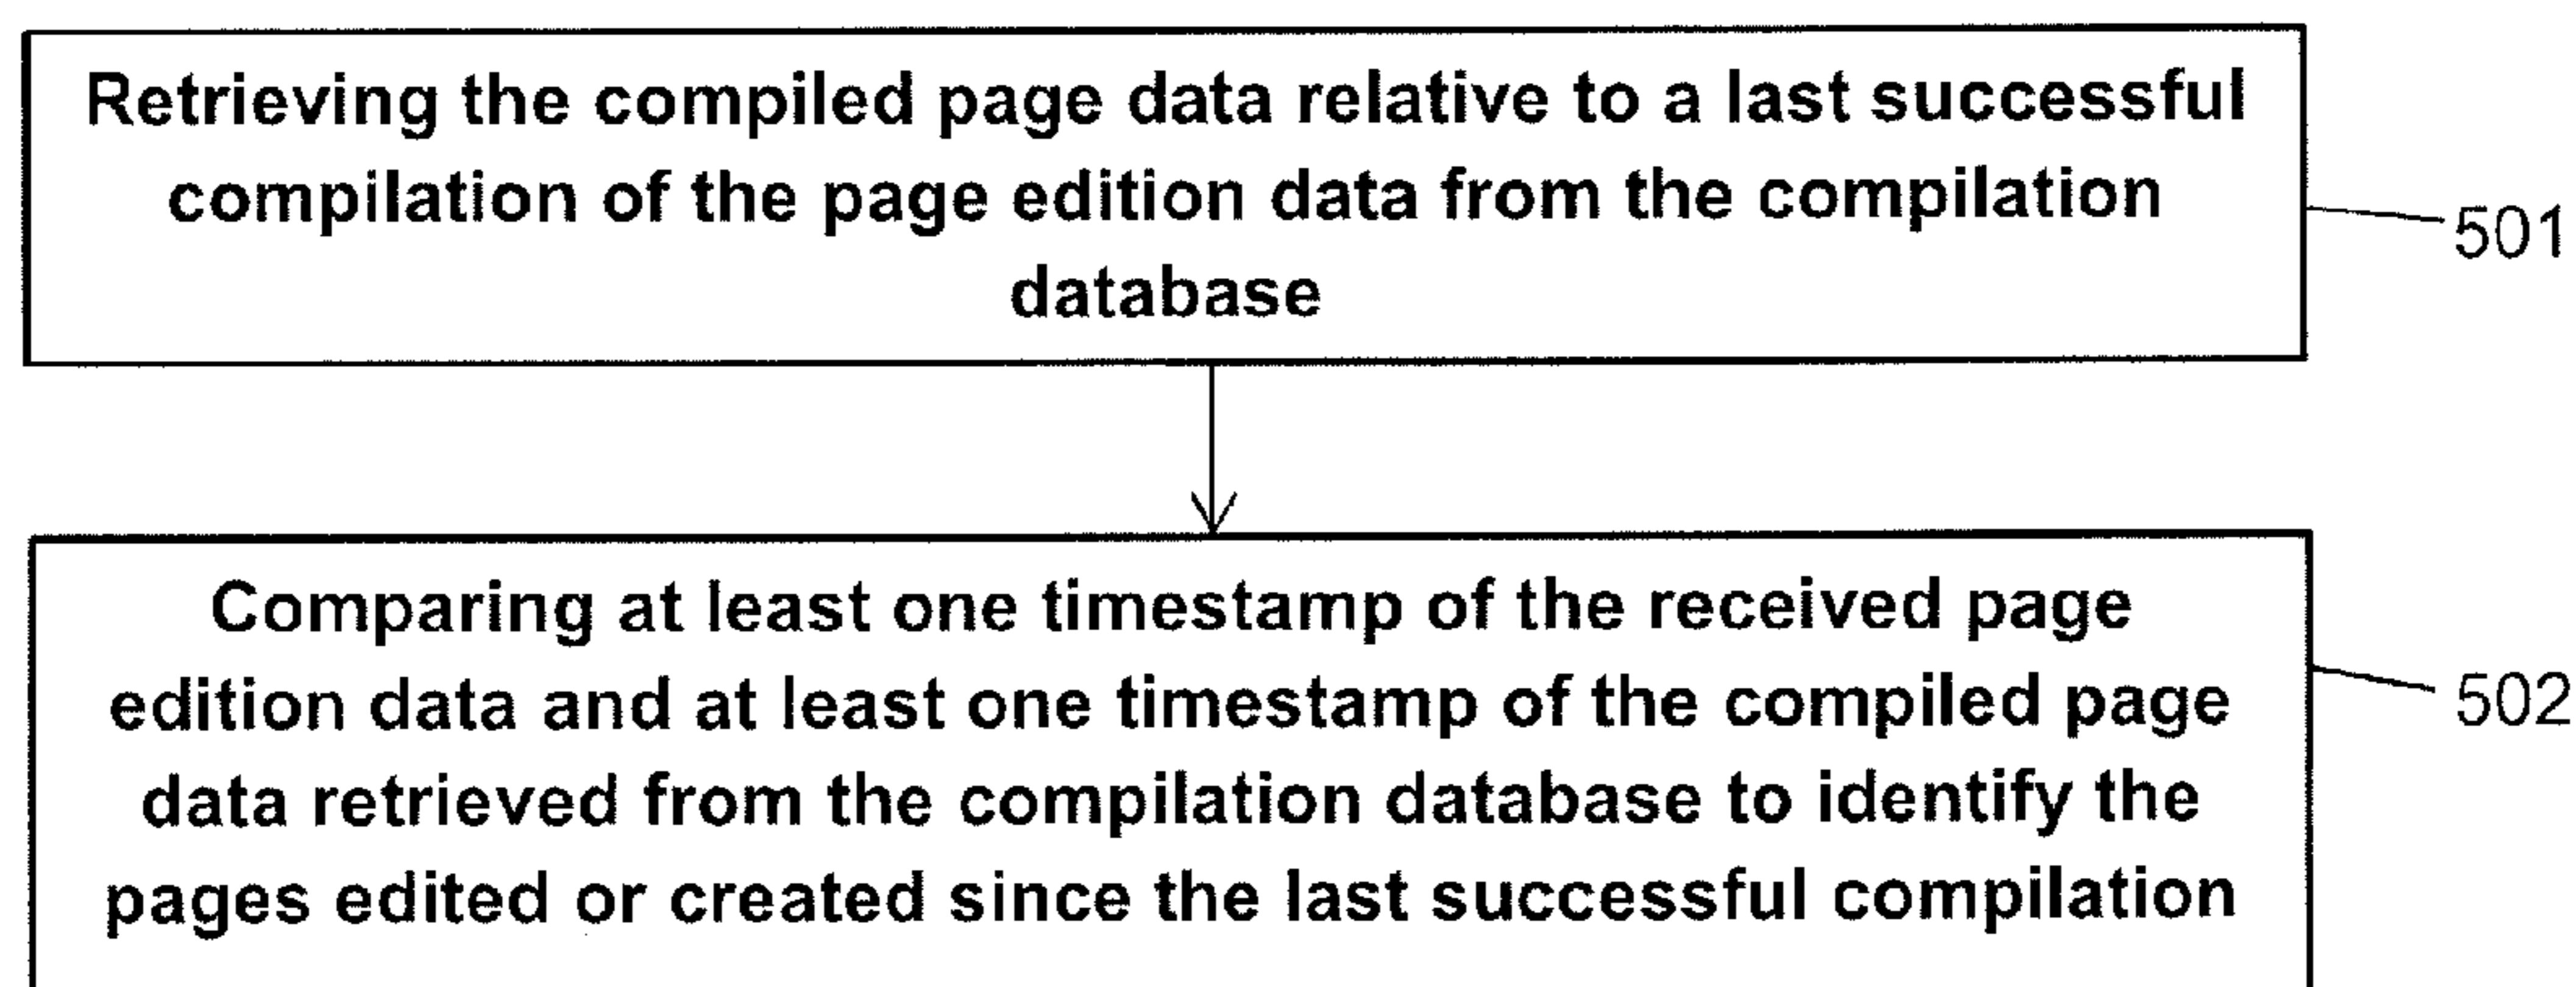 Retrieving the compiled page data relative to a last successful
compilation of the page edition data from the compilation
database
501
Comparing at least one timestamp of the received page
edition data and at least one timestamp of the compiled page
data retrieved from the compilation database to identify the
pages edited or created since the last successful compilation
502